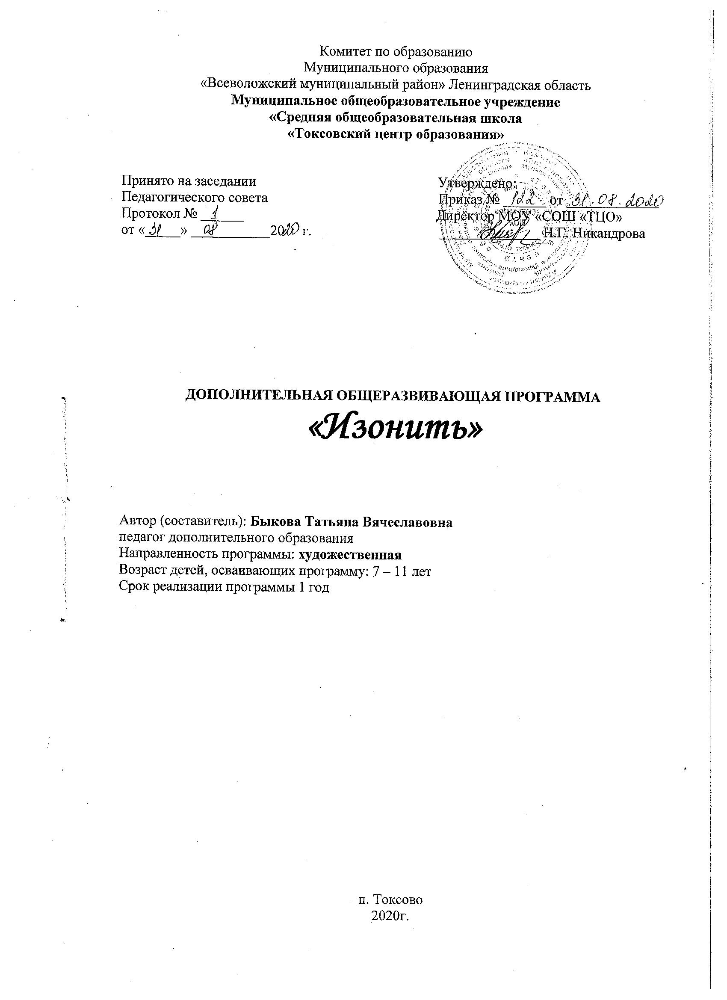 Комитет по образованию
Муниципального образования
«Всеволожский муниципальный район» Ленинградская область
Муниципальное общеобразовательное учреждение
«Средняя общеобразовательная школа
«Токсовский центр образования»
Принято на заседании
Педагогического совета
Протокол № 1
от «31» 08 2020 г.
Утверждено:
Приказ № 122 от 31.08.2020
Директор МОУ «СОШ «ТЦО»
Н.Г. Никандрова
ДОПОЛНИТЕЛЬНАЯ ОБЩЕРАЗВИВАЮЩАЯ ПРОГРАММА
«Изонить»
Автор (составитель): Быкова Татьяна Вячеславовна
педагог дополнительного образования
Направленность программы: художественная
Возраст детей, осваивающих программу: 7 – 11 лет
Срок реализации программы 1 год
п. Токсово
2020г.